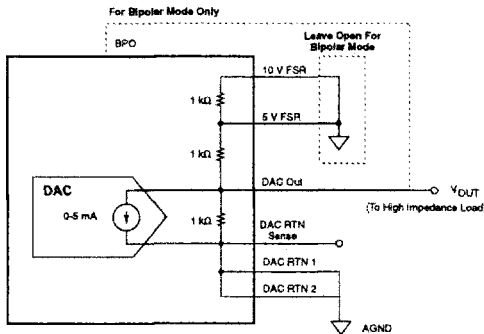 For Bipolar Mode Only
BPO
Leave Open For
Bipolar Mode
10 V FSR
1 kΩ
5 V FSR
1 kΩ
DAC
DAC Out
VOUT
(To High Impedance Load)
0-5 mA
1 kΩ
DAC RTN
Sense
DAC RTN 1
DAC RTN 2
AGND